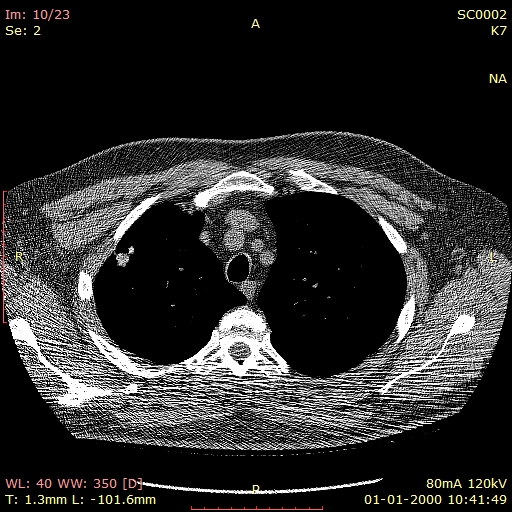 Im: 10/23
Se: 2
A
SC0002
K7
NA
R
L
WL: 40 WW: 350 [D]
T: 1.3mm L: -101.6mm
P
80mA 120kV
01-01-2000 10:41:49